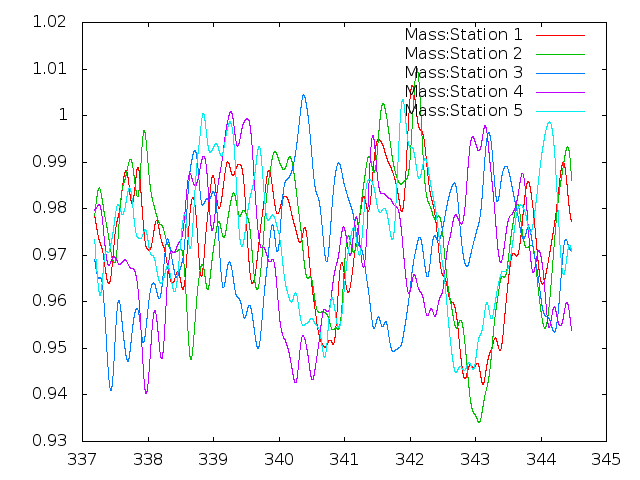 1.02
1.01
1
0.99
0.98
0.97
0.96
0.95
0.94
0.93
337 338 339 340 341 342 343 344 345
Mass:Station 1
Mass:Station 2
Mass:Station 3
Mass:Station 4
Mass:Station 5